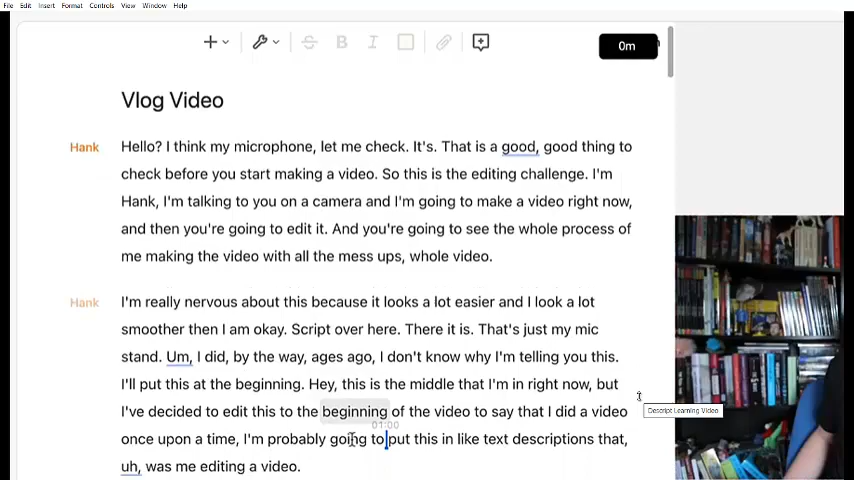 File Edit Insert Format Controls View Window Help
0m
Vlog Video
Hank
Hello? I think my microphone, let me check. It's. That is a good, good thing to
check before you start making a video. So this is the editing challenge. I'm
Hank, I'm talking to you on a camera and I'm going to make a video right now,
and then you're going to edit it. And you're going to see the whole process of
me making the video with all the mess ups, whole video.
Hank
I'm really nervous about this because it looks a lot easier and I look a lot
smoother then I am okay. Script over here. There it is. That's just my mic
stand. Um, I did, by the way, ages ago, I don't know why I'm telling you this.
I'll put this at the beginning. Hey, this is the middle that I'm in right now, but
I've decided to edit this to the beginning of the video to say that I did a video
Descript Learning Video
01:00
once upon a time, I'm probably going to put this in like text descriptions that,
uh, was me editing a video.